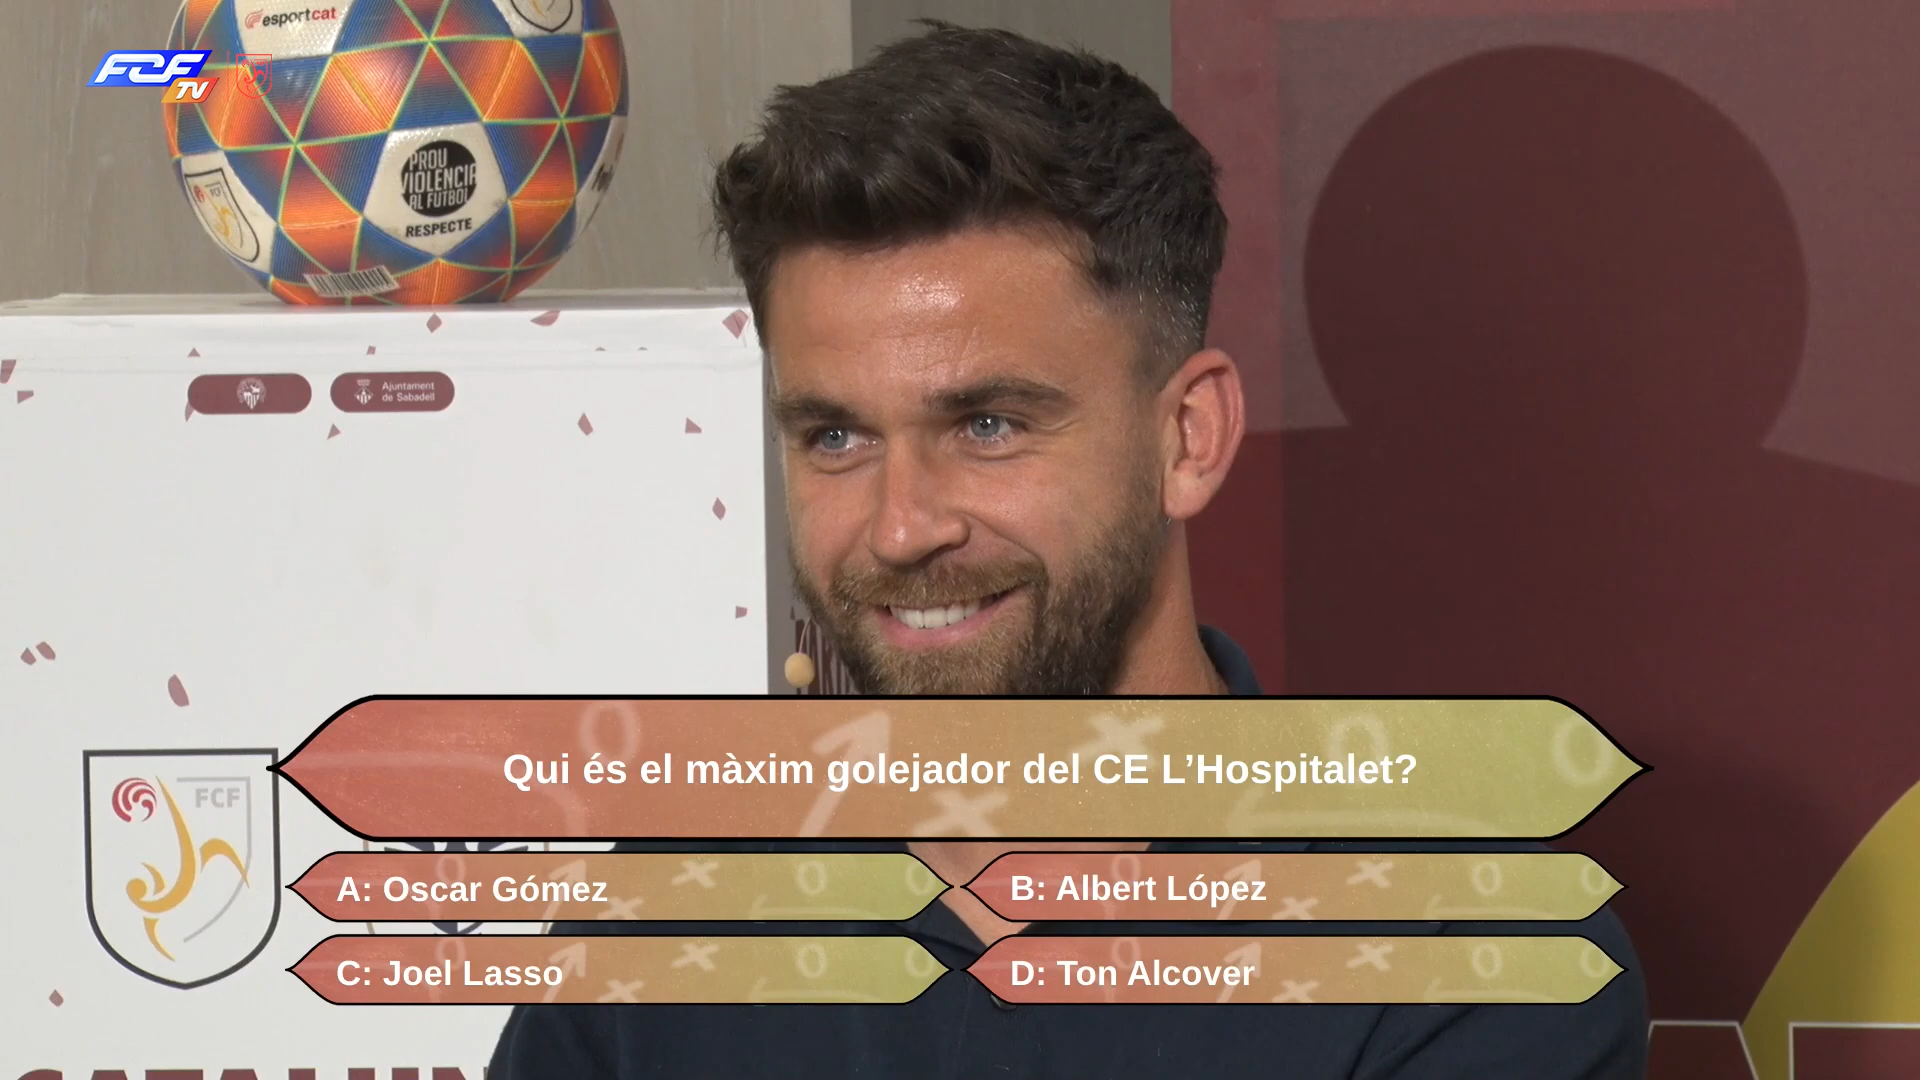 esportcat
FCF
TV
PROU
VIOLENCIA
AL FUTBOL
RESPECTE
FCF
Ajuntament
de Sabadell
FCF
Qui és el màxim golejador del CE L’Hospitalet?
A: Oscar Gómez
B: Albert López
C: Joel Lasso
D: Ton Alcover